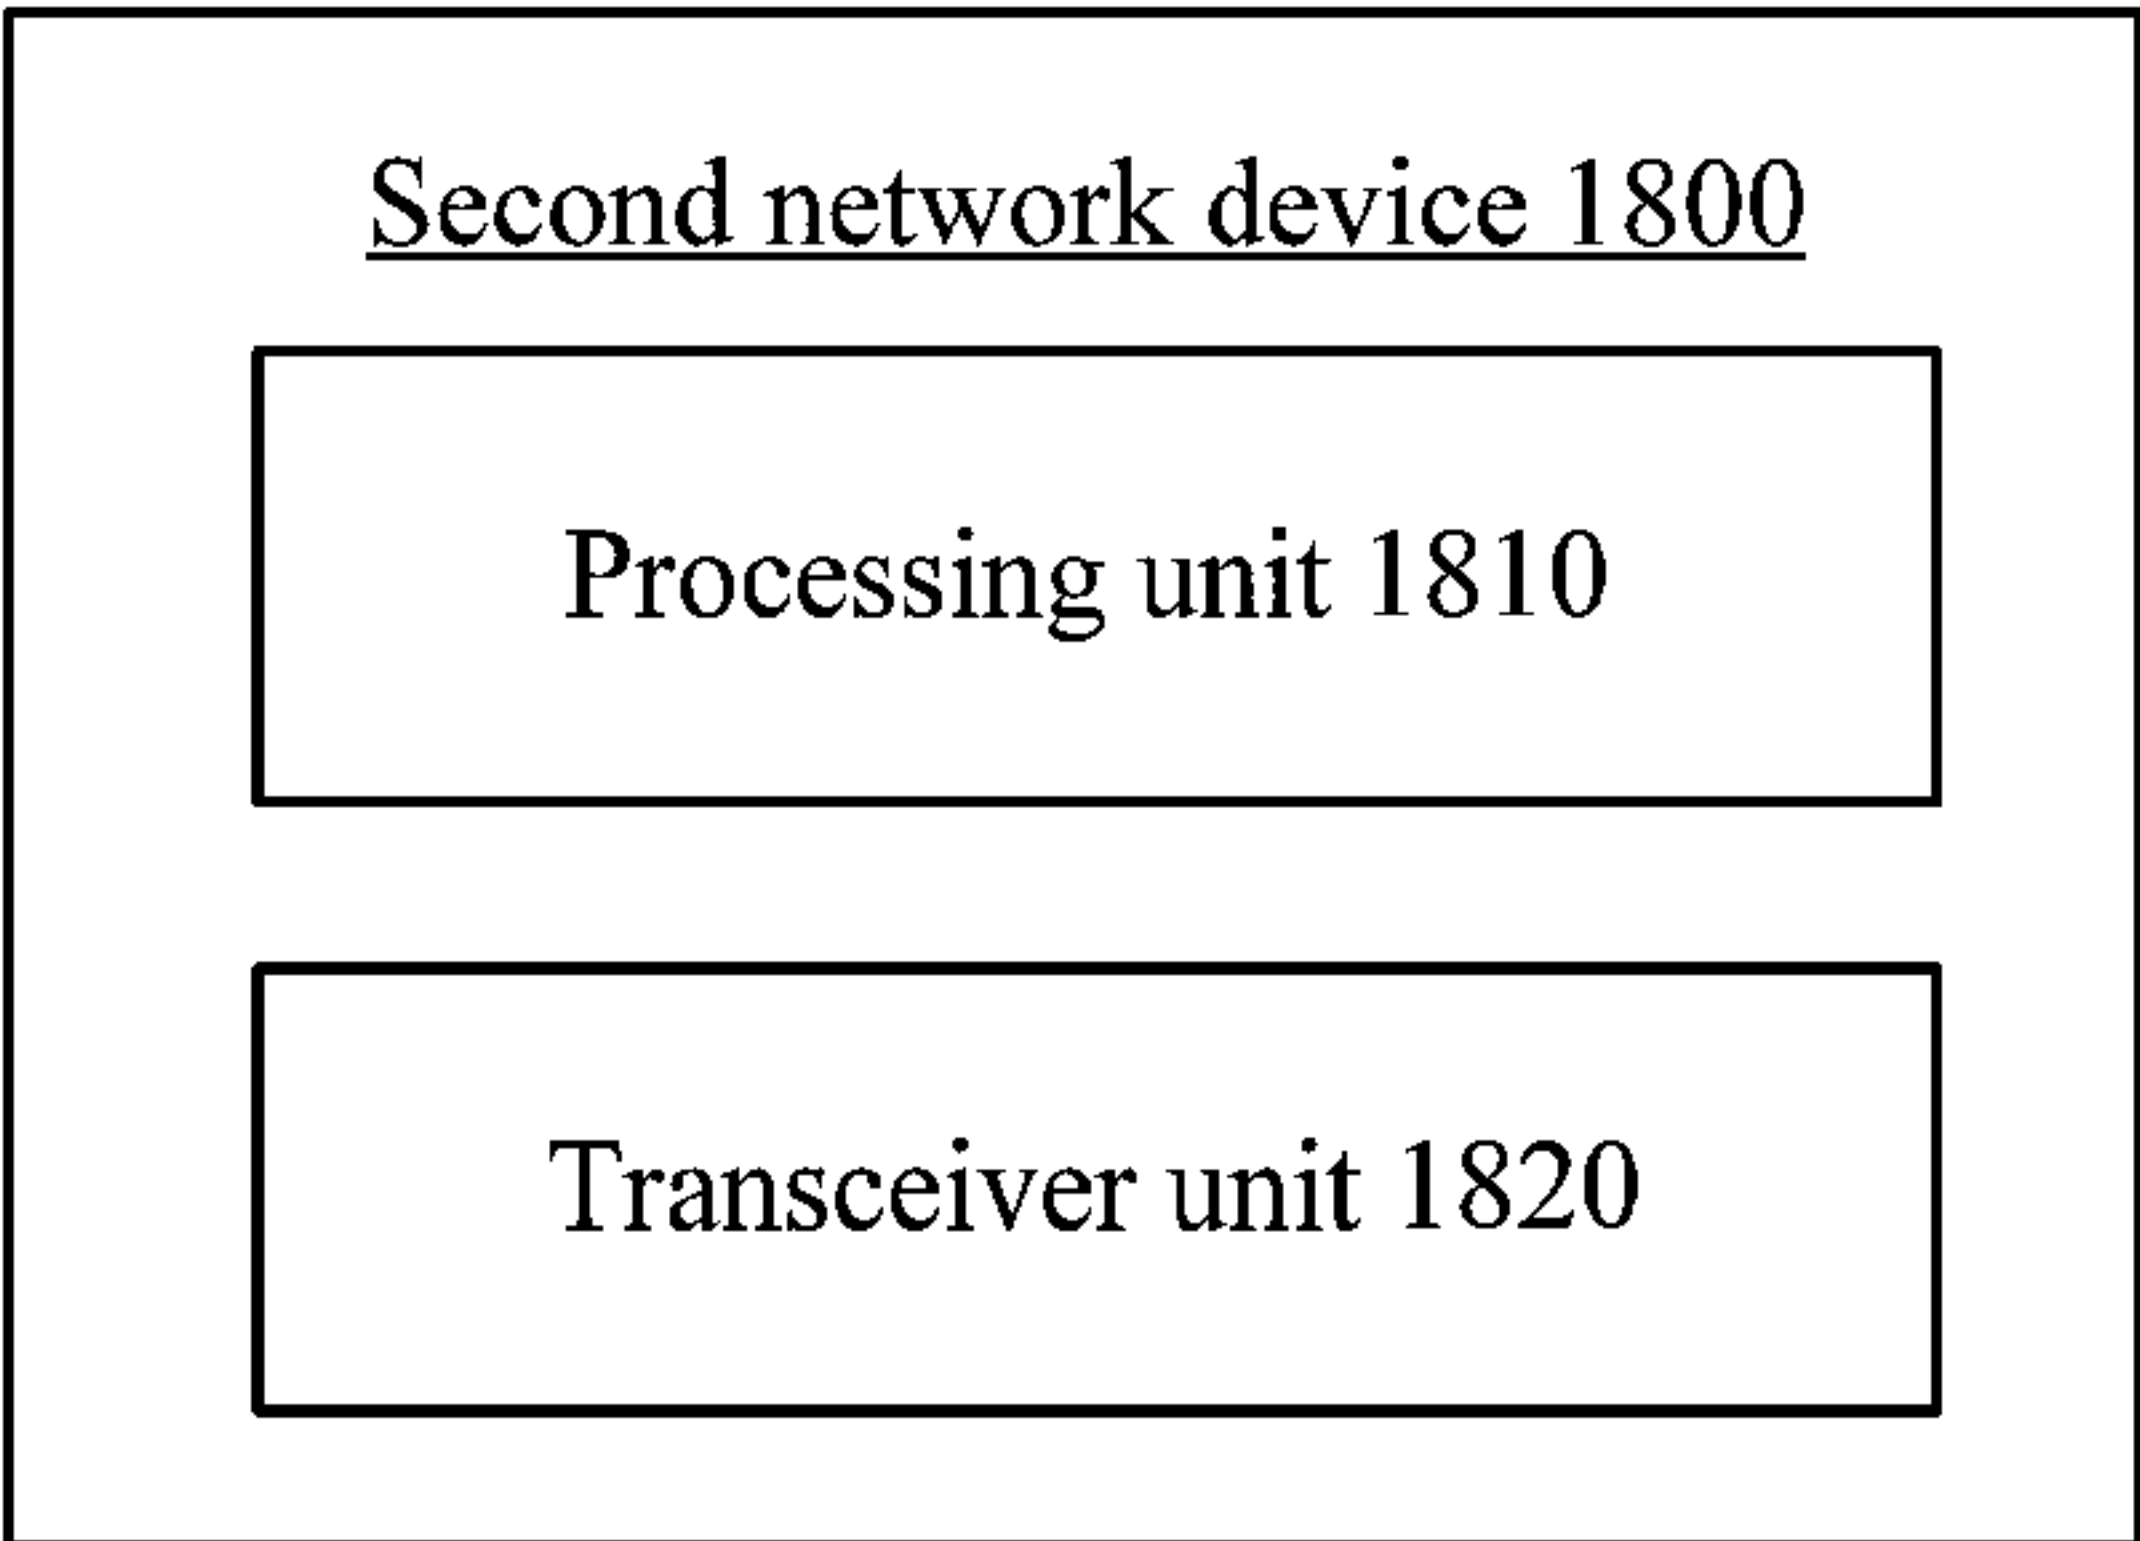 Second network device 1800
Processing unit 1810
Transceiver unit 1820